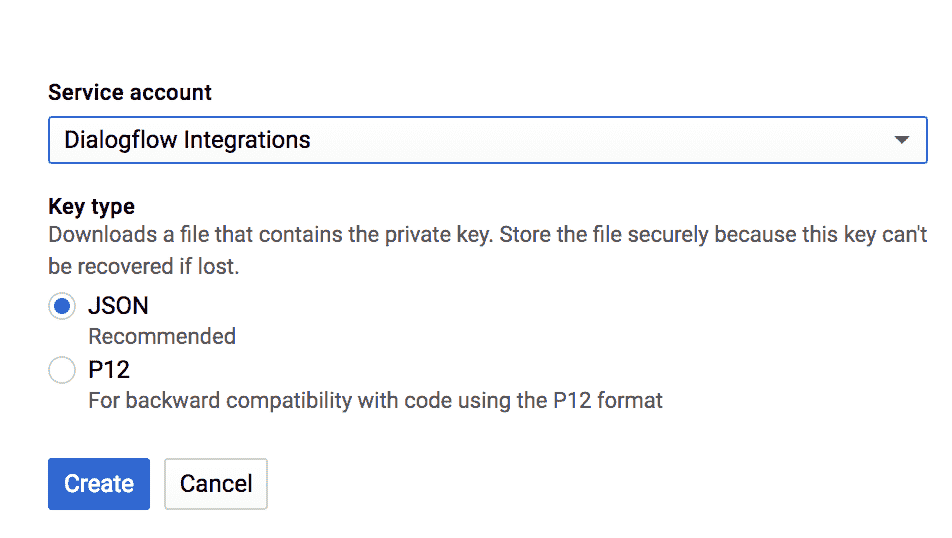 Service account
Dialogflow Integrations
Key type
Downloads a file that contains the private key. Store the file securely because this key can't
be recovered if lost.
JSON
Recommended
P12
For backward compatibility with code using the P12 format
Create Cancel